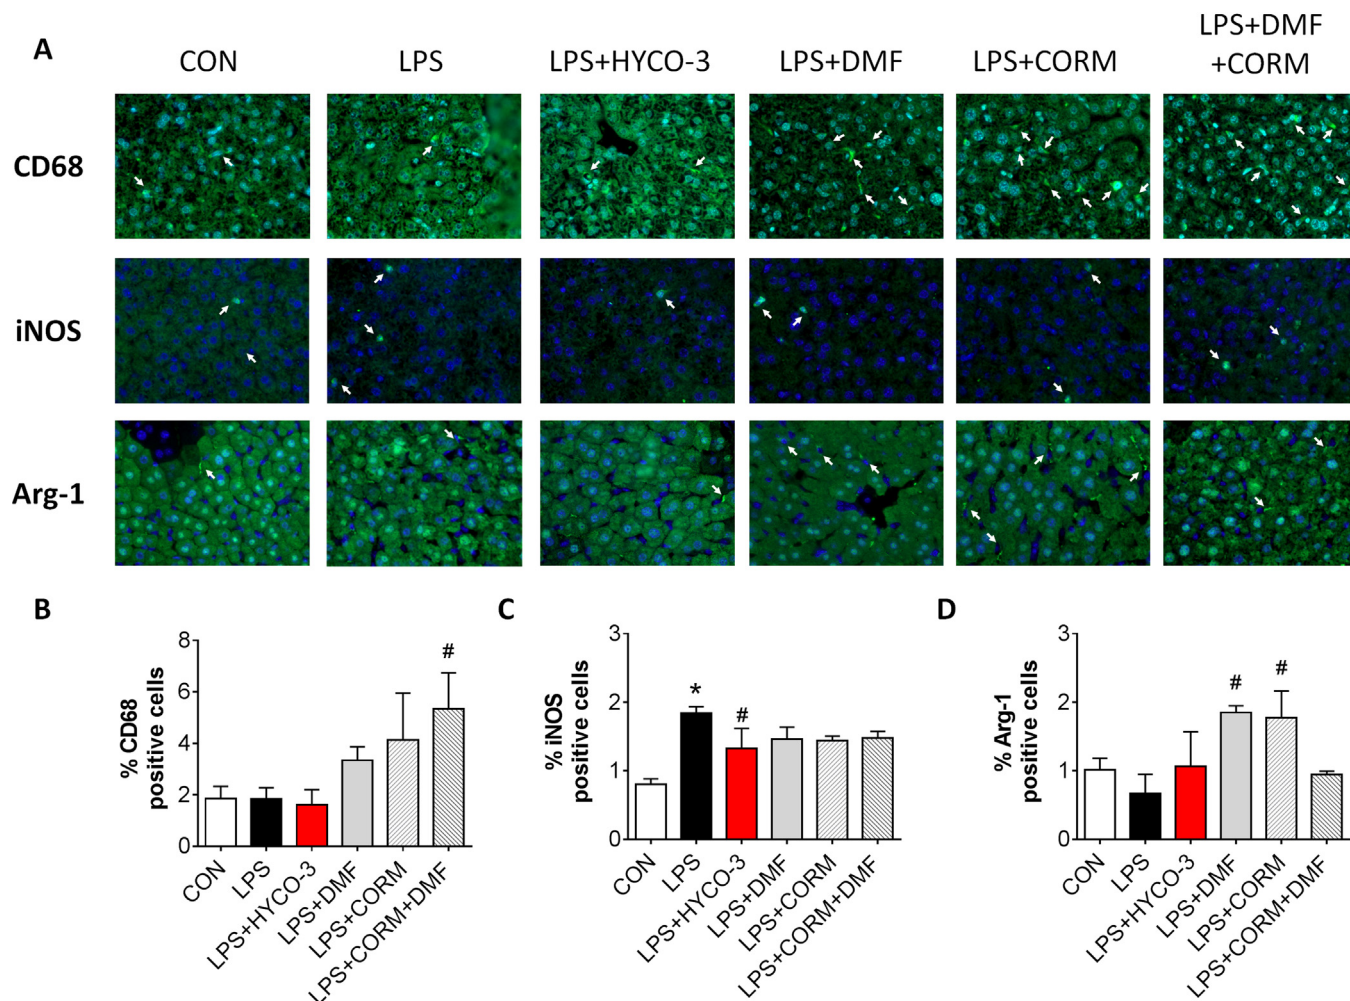 A
CON
LPS
LPS+HYCO-3
LPS+DMF
LPS+CORM
LPS+DMF
+CORM
CD68
iNOS
Arg-1
B
% CD68
positive cells
8
6
4
2
0
#
CON
LPS
LPS+HYCO-3
LPS+DMF
LPS+CORM
LPS+CORM+DMF
C
% iNOS
positive cells
3
2
1
0
*
#
CON
LPS
LPS+HYCO-3
LPS+DMF
LPS+CORM
LPS+CORM+DMF
D
% Arg-1
positive cells
3
2
1
0
#
#
CON
LPS
LPS+HYCO-3
LPS+DMF
LPS+CORM
LPS+CORM+DMF